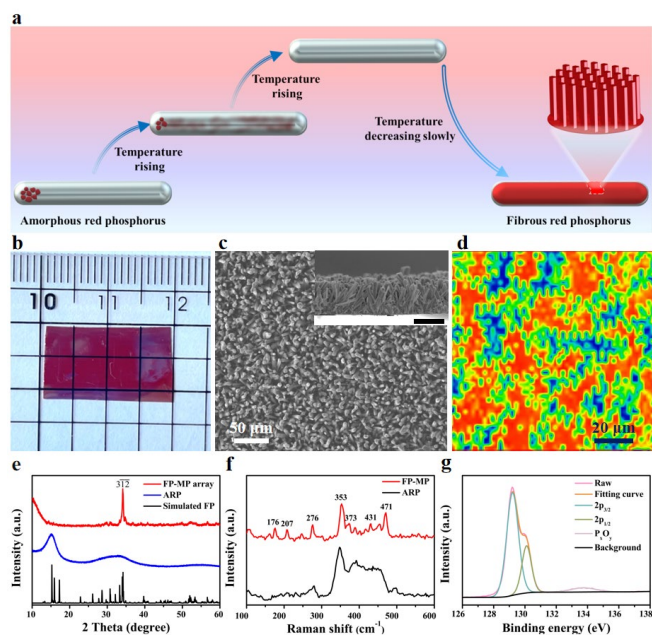 a
Temperature
rising
Temperature
decreasing slowly
Temperature
rising
Amorphous red phosphorus
Fibrous red phosphorus
b
10 11 12
c
50 μm
d
20 μm
e
Intensity (a.u.)
3̅1̅2
FP-MP array
ARP
Simulated FP
10 20 30 40 50 60
2 Theta (degree)
f
Intensity (a.u.)
FP-MP
ARP
176 207 276 353 373 431 471
100 200 300 400 500 600
Raman shift (cm⁻¹)
g
Intensity (a.u.)
Raw
Fitting curve
2p₃/₂
2p₁/₂
PₓOᵧ
Background
126 128 130 132 134 136 138
Binding energy (eV)